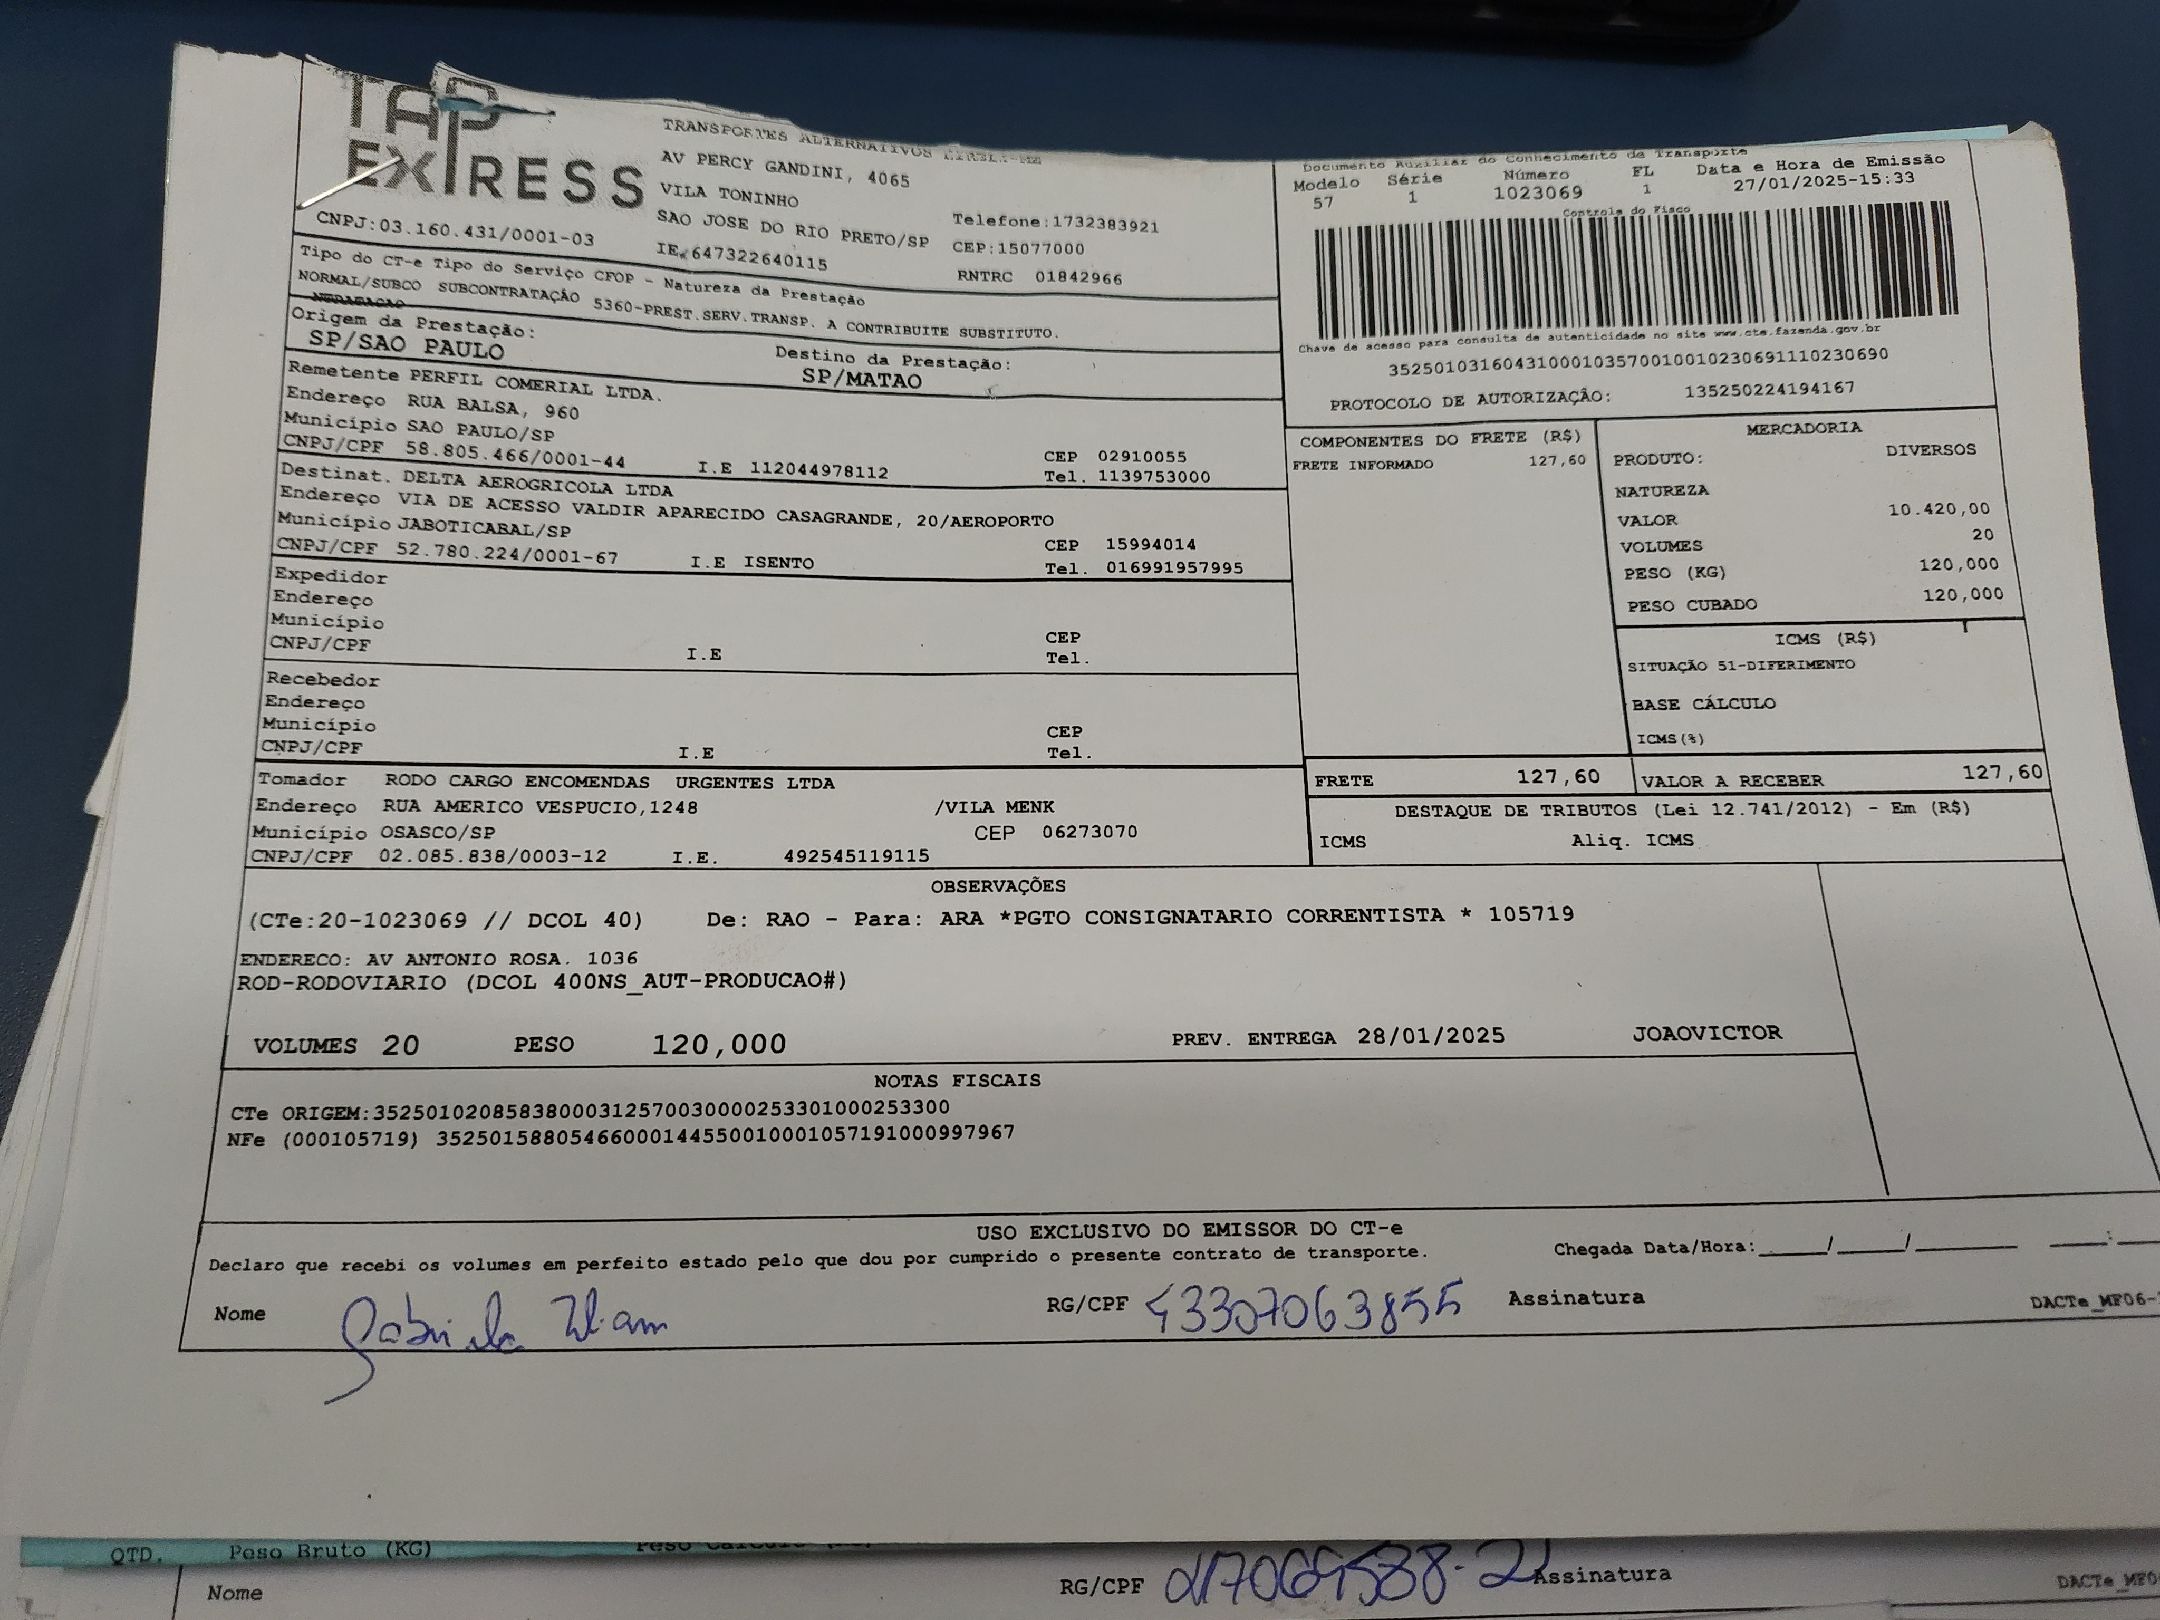 TAP
EXPRESS
CNPJ:03.160.431/0001-03
TRANSPORTES ALTERNATIVOS EIRELI-ME
AV PERCY GANDINI, 4065
VILA TONINHO
SAO JOSE DO RIO PRETO/SP
IE.647322640115
Telefone:1732383921
CEP:15077000
RNTRC 01842966
Documento Auxiliar do Conhecimento de Transporte
Modelo Série Número FL Data e Hora de Emissão
57 1 1023069 1 27/01/2025-15:33
Controle do Fisco
Chave de acesso para consulta de autenticidade no site www.cte.fazenda.gov.br
35250103160431000103570010010230691110230690
PROTOCOLO DE AUTORIZAÇÃO: 135250224194167
Tipo do CT-e Tipo do Serviço CFOP - Natureza da Prestação
NORMAL/SUBCO SUBCONTRATAÇÃO 5360-PREST.SERV.TRANSP. A CONTRIBUITE SUBSTITUTO.
NTRATACAO
Origem da Prestação: Destino da Prestação:
SP/SAO PAULO SP/MATAO
Remetente PERFIL COMERIAL LTDA.
Endereço RUA BALSA, 960
Município SAO PAULO/SP CEP 02910055
CNPJ/CPF 58.805.466/0001-44 I.E 112044978112 Tel. 1139753000
Destinat. DELTA AEROGRICOLA LTDA
Endereço VIA DE ACESSO VALDIR APARECIDO CASAGRANDE, 20/AEROPORTO
Município JABOTICABAL/SP CEP 15994014
CNPJ/CPF 52.780.224/0001-67 I.E ISENTO Tel. 016991957995
Expedidor
Endereço
Município CEP
CNPJ/CPF I.E Tel.
Recebedor
Endereço
Município CEP
CNPJ/CPF I.E Tel.
Tomador RODO CARGO ENCOMENDAS URGENTES LTDA
Endereço RUA AMERICO VESPUCIO,1248 /VILA MENK
Município OSASCO/SP CEP 06273070
CNPJ/CPF 02.085.838/0003-12 I.E. 492545119115
COMPONENTES DO FRETE (R$)
FRETE INFORMADO 127,60
MERCADORIA
PRODUTO: DIVERSOS
NATUREZA
VALOR 10.420,00
VOLUMES 20
PESO (KG) 120,000
PESO CUBADO 120,000
ICMS (R$)
SITUAÇÃO 51-DIFERIMENTO
BASE CÁLCULO
ICMS(%)
FRETE 127,60 VALOR A RECEBER 127,60
DESTAQUE DE TRIBUTOS (Lei 12.741/2012) - Em (R$)
ICMS Aliq. ICMS
OBSERVAÇÕES
(CTe:20-1023069 // DCOL 40) De: RAO - Para: ARA *PGTO CONSIGNATARIO CORRENTISTA * 105719
ENDERECO: AV ANTONIO ROSA. 1036
ROD-RODOVIARIO (DCOL 400NS_AUT-PRODUCAO#)
VOLUMES 20 PESO 120,000 PREV. ENTREGA 28/01/2025 JOAOVICTOR
NOTAS FISCAIS
CTe ORIGEM:35250102085838000312570030000253301000253300
NFe (000105719) 35250158805466000144550010001057191000997967
USO EXCLUSIVO DO EMISSOR DO CT-e
Declaro que recebi os volumes em perfeito estado pelo que dou por cumprido o presente contrato de transporte. Chegada Data/Hora:____/____/______ ___:__
Nome Gabriela RG/CPF 43307063855 Assinatura DACTe_MF06-
QTD. Peso Bruto (KG)
Nome RG/CPF Assinatura DACTe_MF0